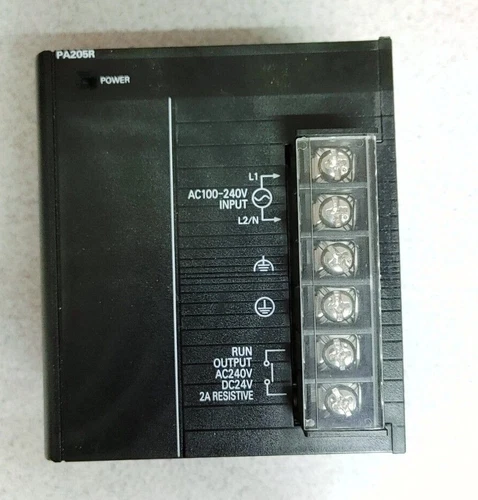 PA205R
POWER
L1
AC100-240V
INPUT
L2/N
RUN
OUTPUT
AC240V
DC24V
2A RESISTIVE